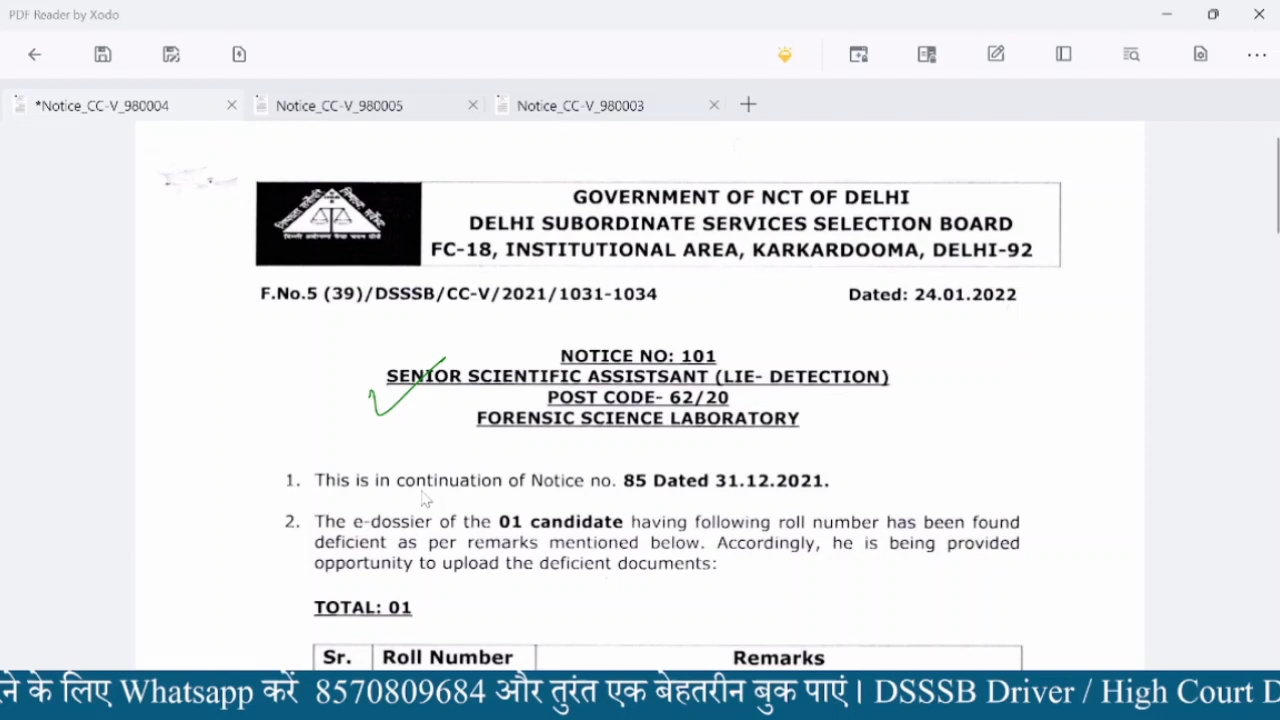 PDF Reader by Xodo
*Notice_CC-V_980004
Notice_CC-V_980005
Notice_CC-V_980003
GOVERNMENT OF NCT OF DELHI
DELHI SUBORDINATE SERVICES SELECTION BOARD
FC-18, INSTITUTIONAL AREA, KARKARDOOMA, DELHI-92
F.No.5 (39)/DSSSB/CC-V/2021/1031-1034
Dated: 24.01.2022
NOTICE NO: 101
SENIOR SCIENTIFIC ASSISTSANT (LIE- DETECTION)
POST CODE- 62/20
FORENSIC SCIENCE LABORATORY
1. This is in continuation of Notice no. 85 Dated 31.12.2021.
2. The e-dossier of the 01 candidate having following roll number has been found
deficient as per remarks mentioned below. Accordingly, he is being provided
opportunity to upload the deficient documents:
TOTAL: 01
Sr. Roll Number Remarks
ने के लिए Whatsapp करें 8570809684 और तुरंत एक बेहतरीन बुक पाएं। DSSSB Driver / High Court D